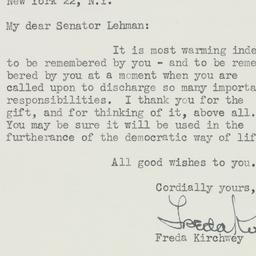 New York 22, N.Y.
My dear Senator Lehman:
It is most warming inde
to be remembered by you - and to be reme
bered by you at a moment when you are
called upon to discharge so many importa
responsibilities. I thank you for the
gift, and for thinking of it, above all.
You may be sure it will be used in the
furtherance of the democratic way of lif
All good wishes to you.
Cordially yours,
Freda Ki
Freda Kirchwey